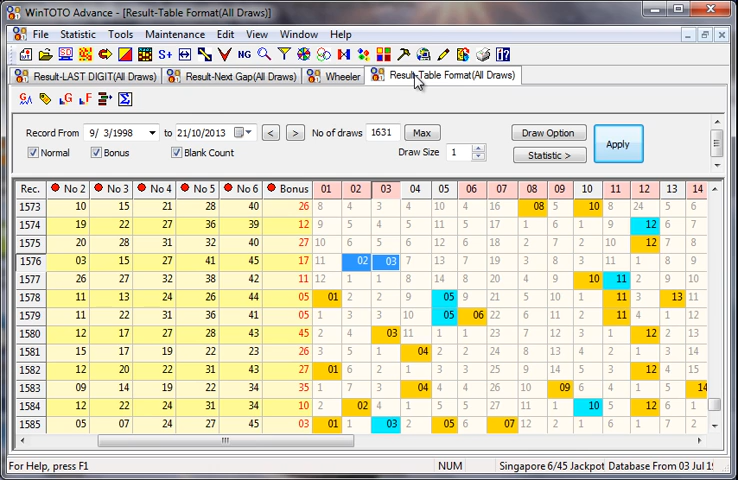 WinTOTO Advance - [Result-Table Format(All Draws)]
File Strategic Tools Maintenance Edit View Window Help
Result-LAST DIGIT(All Draws) Result-Next Gap(All Draws) Wheeler Result-Table Format(All Draws)
Record From 9/ 3/1998 to 21/10/2013 < > No of draws 1631 Max Draw Option Apply
Normal Bonus Blank Count Draw Size 1 Statistic >
Rec. No 2 No 3 No 4 No 5 No 6 Bonus 01 02 03 04 05 06 07 08 09 10 11 12 13 14
1573 10 15 21 28 40 26 8 4 3 4 10 4 16 08 5 10 8 24 5 6
1574 19 22 27 36 39 12 9 5 4 5 11 5 17 1 6 1 9 12 6 7
1575 20 28 31 32 40 27 10 6 5 6 12 6 18 2 7 2 10 12 7 8
1576 03 15 27 41 45 17 11 02 03 7 13 7 19 3 8 3 11 1 8 9
1577 26 27 32 38 42 11 12 1 1 8 14 8 20 4 9 10 11 2 9 10
1578 11 13 24 26 44 05 01 2 2 9 05 9 21 5 10 1 11 3 13 11
1579 11 22 31 36 41 05 1 3 3 10 05 06 22 6 11 2 11 4 1 12
1580 12 17 27 28 43 45 2 4 03 11 1 1 23 7 12 3 1 12 2 13
1581 15 17 19 22 23 26 3 5 1 04 2 2 24 8 13 4 2 1 3 14
1582 12 20 22 31 45 27 01 6 2 1 3 3 25 9 14 5 3 12 4 15
1583 09 14 19 22 34 35 1 7 3 04 4 4 26 10 09 6 4 1 5 14
1584 12 22 24 31 34 10 2 02 4 1 5 5 27 11 1 10 5 12 6 1
1585 05 07 24 27 45 03 01 1 03 2 05 6 07 12 2 1 6 1 7 2
For Help, press F1 NUM Singapore 6/45 Jackpot Database From 03 Jul 19